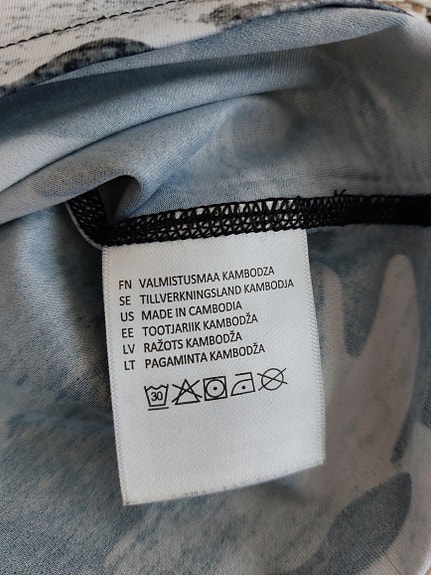 FN VALMISTUSMAA KAMBODZA
SE TILLVERKNINGSLAND KAMBODJA
US MADE IN CAMBODIA
EE TOOTJARIIK KAMBODŽA
LV RAŽOTS KAMBODŽA
LT PAGAMINTA KAMBODŽA
30